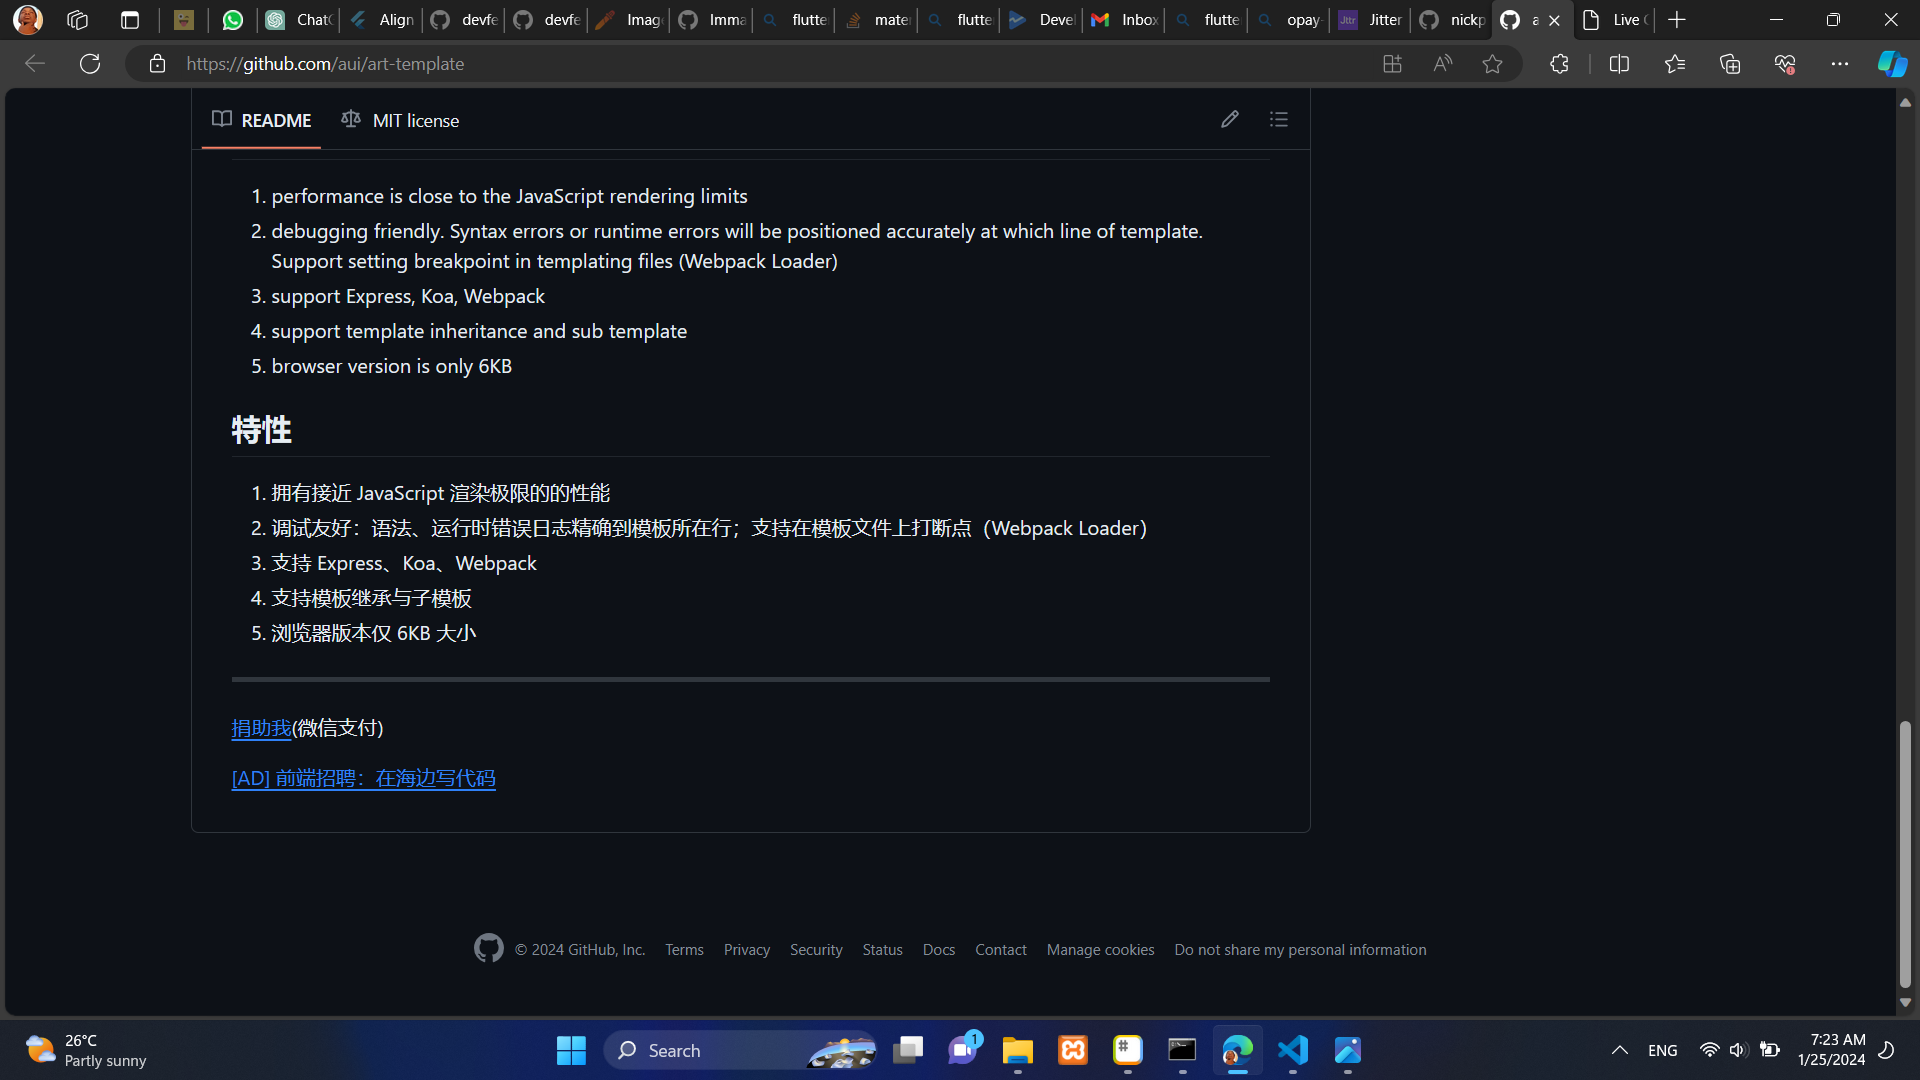 Chat
Align
devfe
devfe
Imag
Imma
flutte
mate
flutte
Devel
Inbox
flutte
opay-
Jttr
Jitter
nickp
a
Live
https://github.com/aui/art-template
README
MIT license
1. performance is close to the JavaScript rendering limits
2. debugging friendly. Syntax errors or runtime errors will be positioned accurately at which line of template.
Support setting breakpoint in templating files (Webpack Loader)
3. support Express, Koa, Webpack
4. support template inheritance and sub template
5. browser version is only 6KB
特性
1. 拥有接近 JavaScript 渲染极限的的性能
2. 调试友好：语法、运行时错误日志精确到模板所在行；支持在模板文件上打断点（Webpack Loader）
3. 支持 Express、Koa、Webpack
4. 支持模板继承与子模板
5. 浏览器版本仅 6KB 大小
捐助我(微信支付)
[AD] 前端招聘：在海边写代码
© 2024 GitHub, Inc. Terms Privacy Security Status Docs Contact Manage cookies Do not share my personal information
26°C
Partly sunny
Search
1
ENG
7:23 AM
1/25/2024